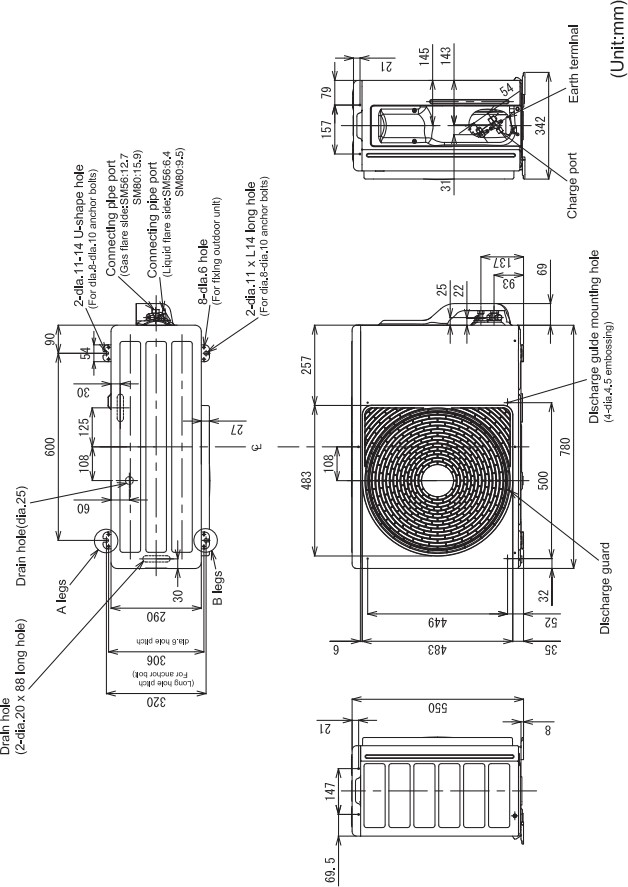 (Unit:mm)
21
79
157
145
143
54
31
342
Earth terminal
Charge port
2-dia.11-14 U-shape hole
(For dia.8-dia.10 anchor bolts)
Connecting pipe port
(Gas flare side:SM56:12.7
SM80:15.9)
Connecting pipe port
(Liquid flare side:SM56:6.4
SM80:9.5)
8-dia.6 hole
(For fixing outdoor unit)
2-dia.11 x L14 long hole
(For dia.8-dia.10 anchor bolts)
90
54
600
30
125
108
60
27
30
290
dia.6 hole pitch
306
(Long hole pitch
For anchor bolt)
320
Drain hole(dia.25)
A legs
B legs
Drain hole
(2-dia.20 x 88 long hole)
137
93
69
25
22
257
483
108
780
500
32
449
52
483
6
35
Discharge guide mounting hole
(4-dia.4.5 embossing)
Discharge guard
550
21
8
147
69.5